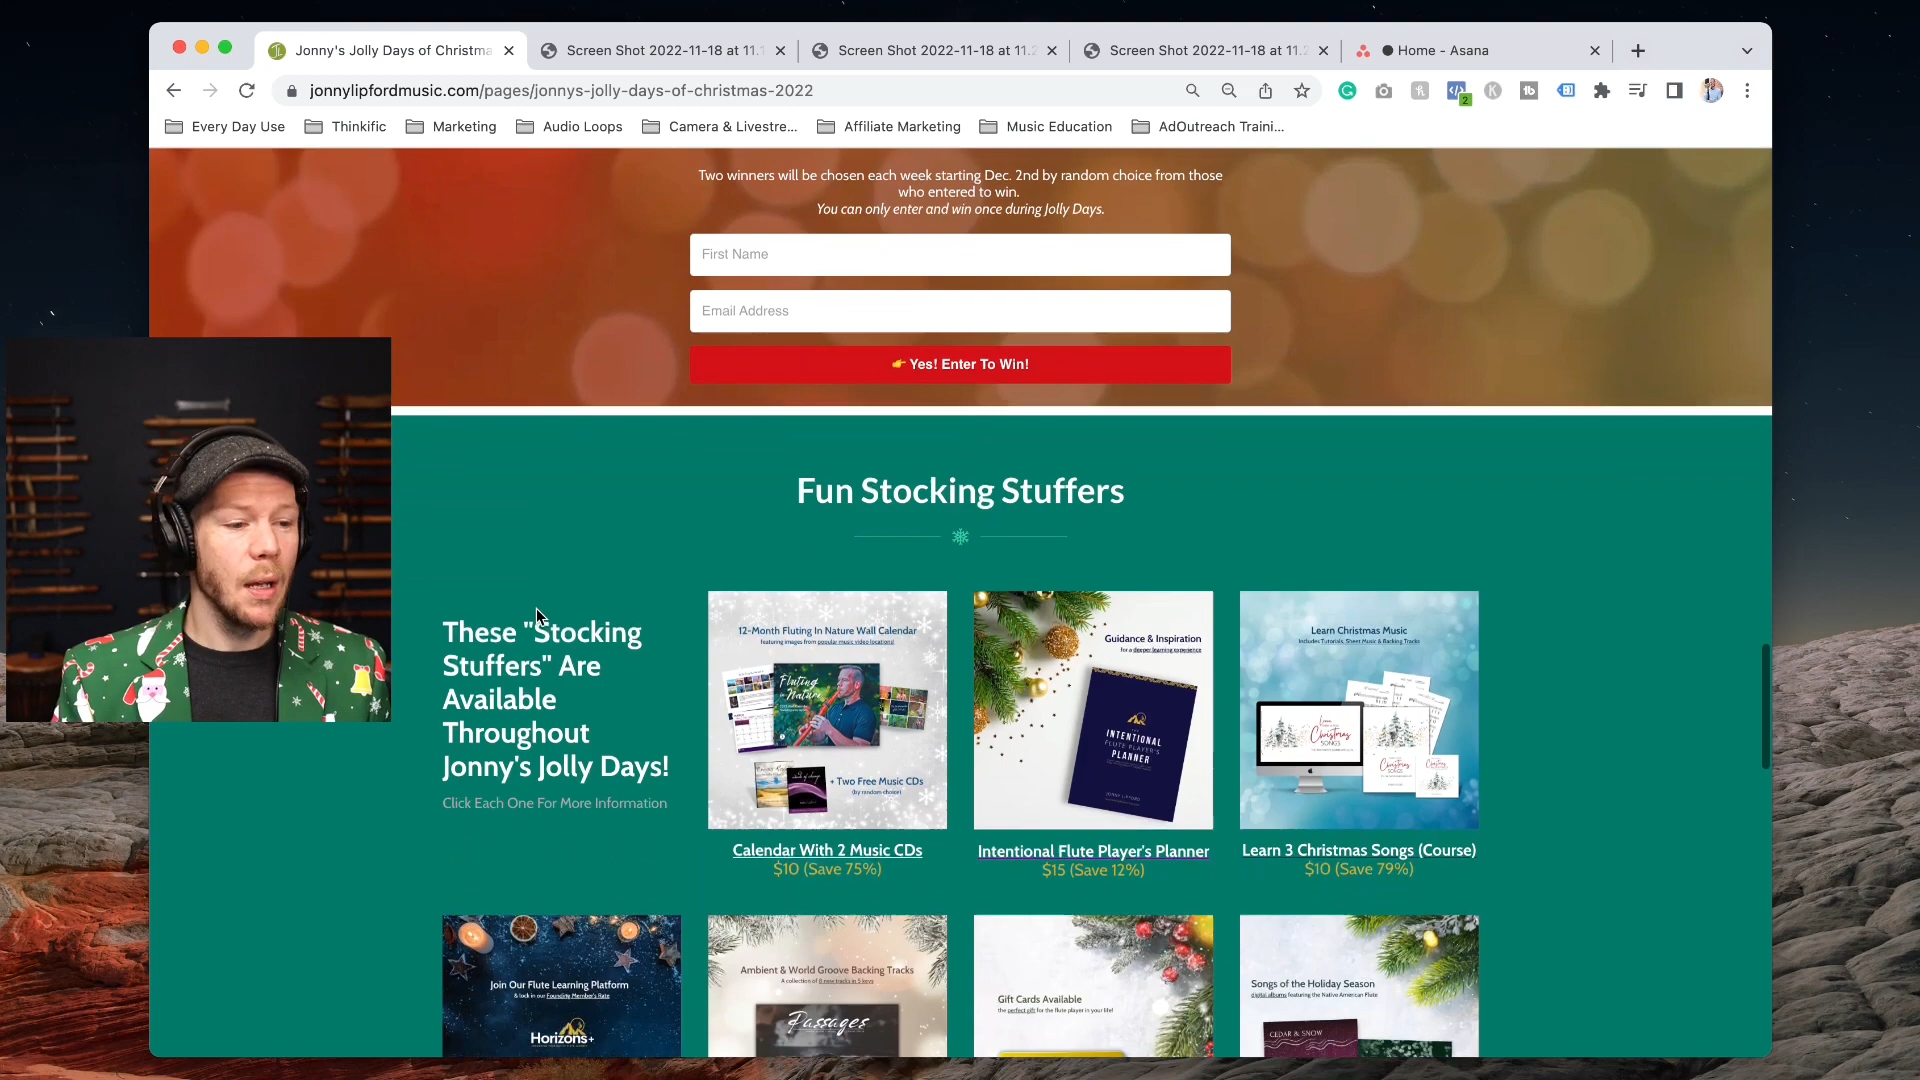 Jonny's Jolly Days of Christma
Screen Shot 2022-11-18 at 11.1
Screen Shot 2022-11-18 at 11.2
Screen Shot 2022-11-18 at 11.2
Home - Asana
jonnylipfordmusic.com/pages/jonnys-jolly-days-of-christmas-2022
2
Every Day Use
Thinkific
Marketing
Audio Loops
Camera & Livestre...
Affiliate Marketing
Music Education
AdOutreach Traini...
Two winners will be chosen each week starting Dec. 2nd by random choice from those
who entered to win.
You can only enter and win once during Jolly Days.
First Name
Email Address
👉 Yes! Enter To Win!
Fun Stocking Stuffers
These "Stocking
Stuffers" Are
Available
Throughout
Jonny's Jolly Days!
Click Each One For More Information
12-Month Fluting In Nature Wall Calendar
featuring images from popular music video locations!
Fluting
in Nature
+ Two Free Music CDs
(by random choice)
Calendar With 2 Music CDs
$10 (Save 75%)
Guidance & Inspiration
for a deeper learning experience
INTENTIONAL
FLUTE PLAYER'S
PLANNER
JONNY LIPFORD
Intentional Flute Player's Planner
$15 (Save 12%)
Learn Christmas Music
Includes Tutorials, Sheet Music & Backing Tracks
Learn
Christmas
SONGS
Christmas
SONGS
Christmas
Learn 3 Christmas Songs (Course)
$10 (Save 79%)
Join Our Flute Learning Platform
& lock in our Founding Member's Rate
Horizons+
Ambient & World Groove Backing Tracks
A collection of 8 new tracks in 5 keys
Passages
Gift Cards Available
the perfect gift for the flute player in your life!
Songs of the Holiday Season
digital albums featuring the Native American Flute
CEDAR & SNOW